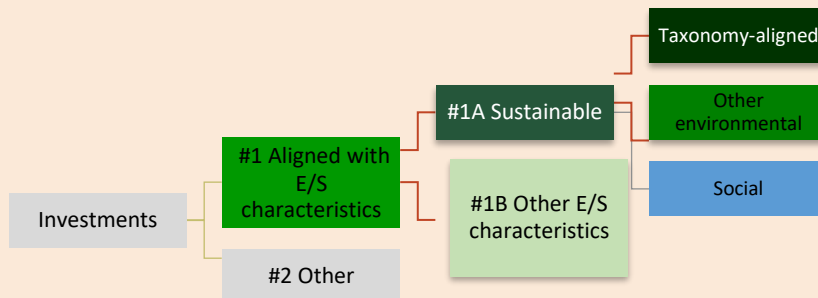 Investments
#1 Aligned with
E/S
characteristics
#2 Other
#1A Sustainable
#1B Other E/S
characteristics
Taxonomy-aligned
Other
environmental
Social